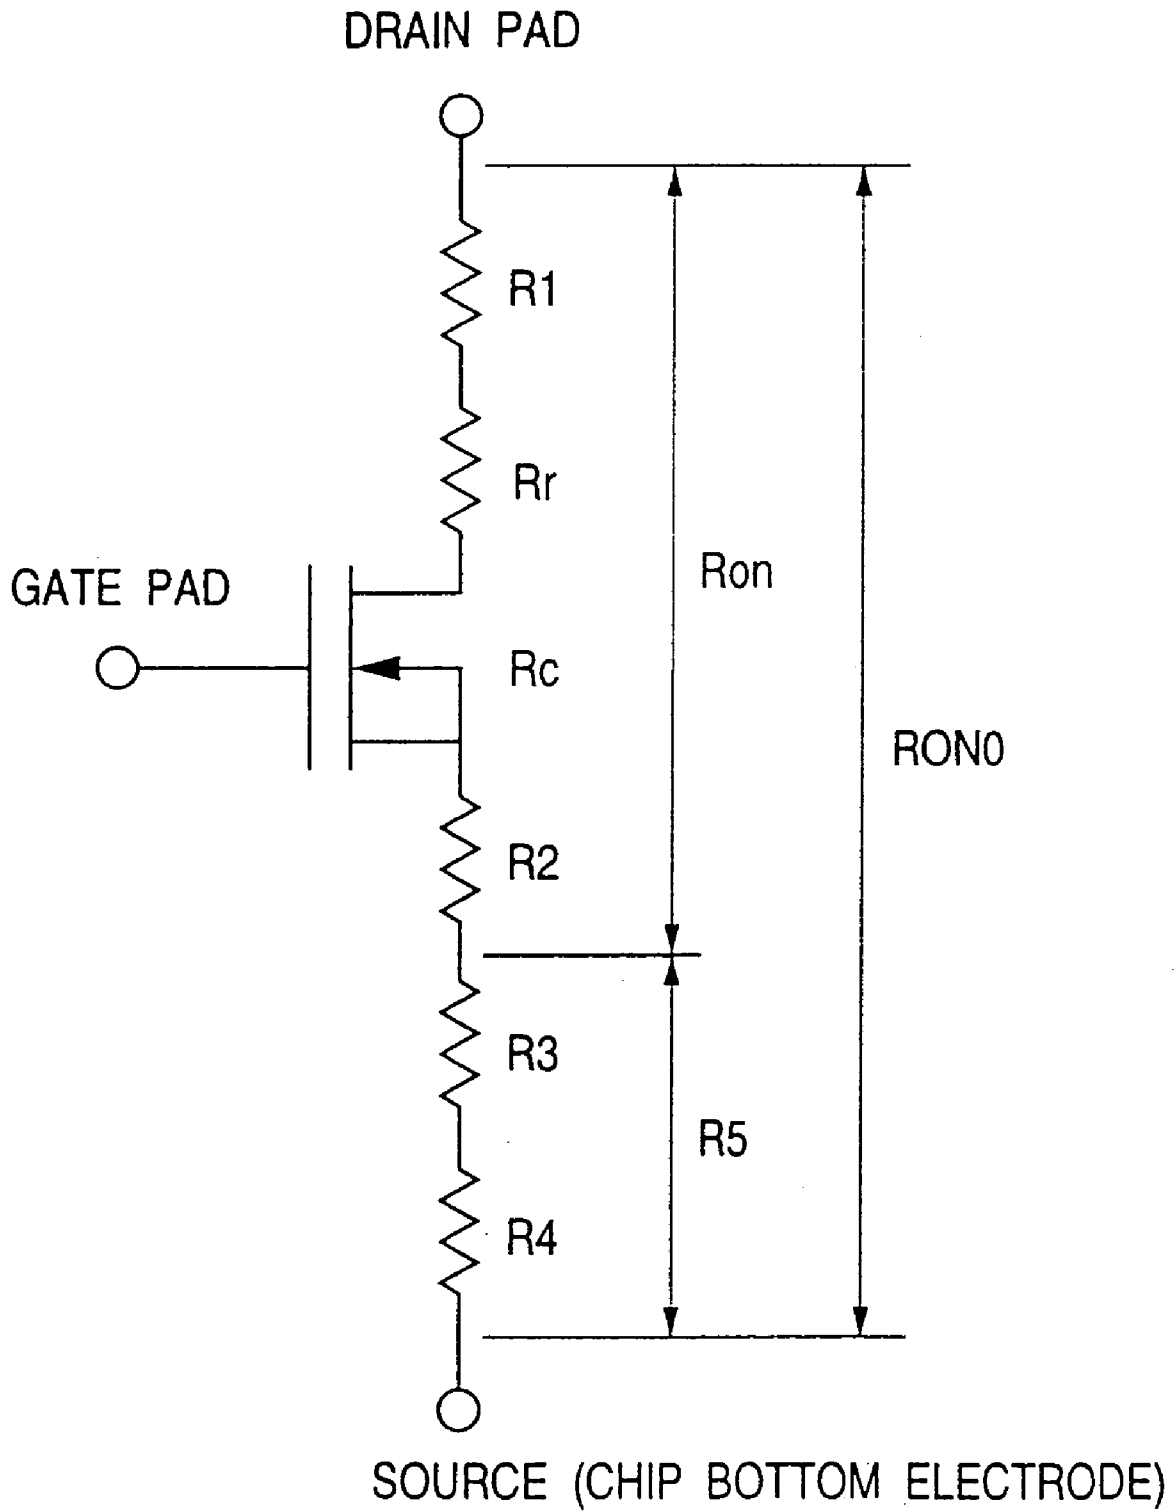 DRAIN PAD
R1
Rr
Ron
GATE PAD
Rc
RON0
R2
R3
R5
R4
SOURCE (CHIP BOTTOM ELECTRODE)